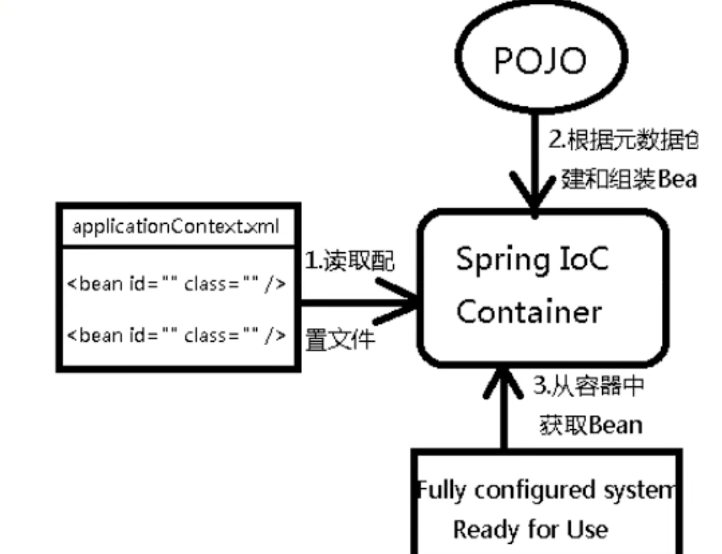 POJO
2.根据元数据创
建和组装Bea
applicationContext.xml
<bean id="" class="" />
<bean id="" class="" />
1.读取配
置文件
Spring IoC
Container
3.从容器中
获取Bean
Fully configured system
Ready for Use